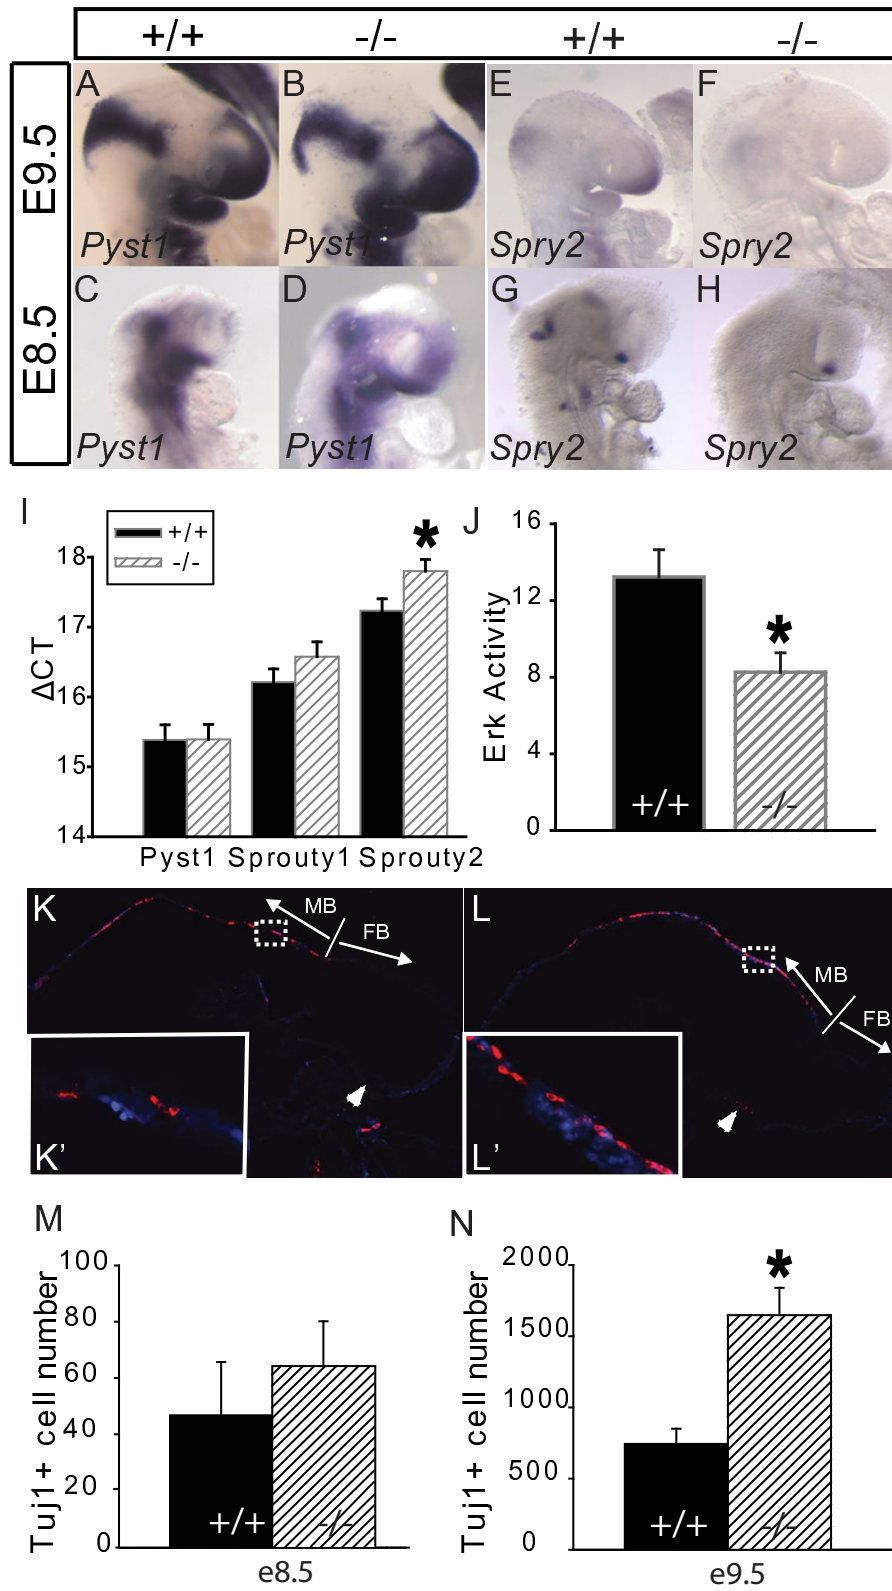 +/+ -/- +/+ -/-
E9.5
A B E F
Pyst1 Pyst1 Spry2 Spry2
E8.5
C D G H
Pyst1 Pyst1 Spry2 Spry2
I
+/+
-/-
*
18
17
16
15
14
ΔCT
Pyst1 Sprouty1 Sprouty2
J
16
12
8
4
0
Erk Activity
*
+/+ -/-
K
MB
FB
K'
L
MB
FB
L'
M
100
80
60
40
20
0
Tuj1+ cell number
+/+ -/-
e8.5
N
2000
1500
1000
500
0
Tuj1+ cell number
*
+/+ -/-
e9.5